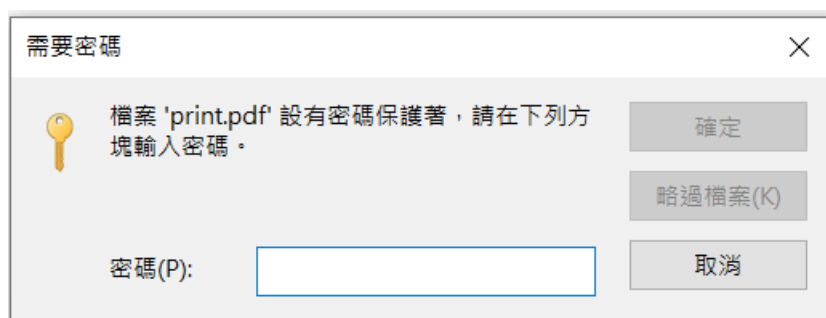 需要密碼
檔案 'print.pdf' 設有密碼保護著，請在下列方
塊輸入密碼。
確定
略過檔案(K)
密碼(P):
取消